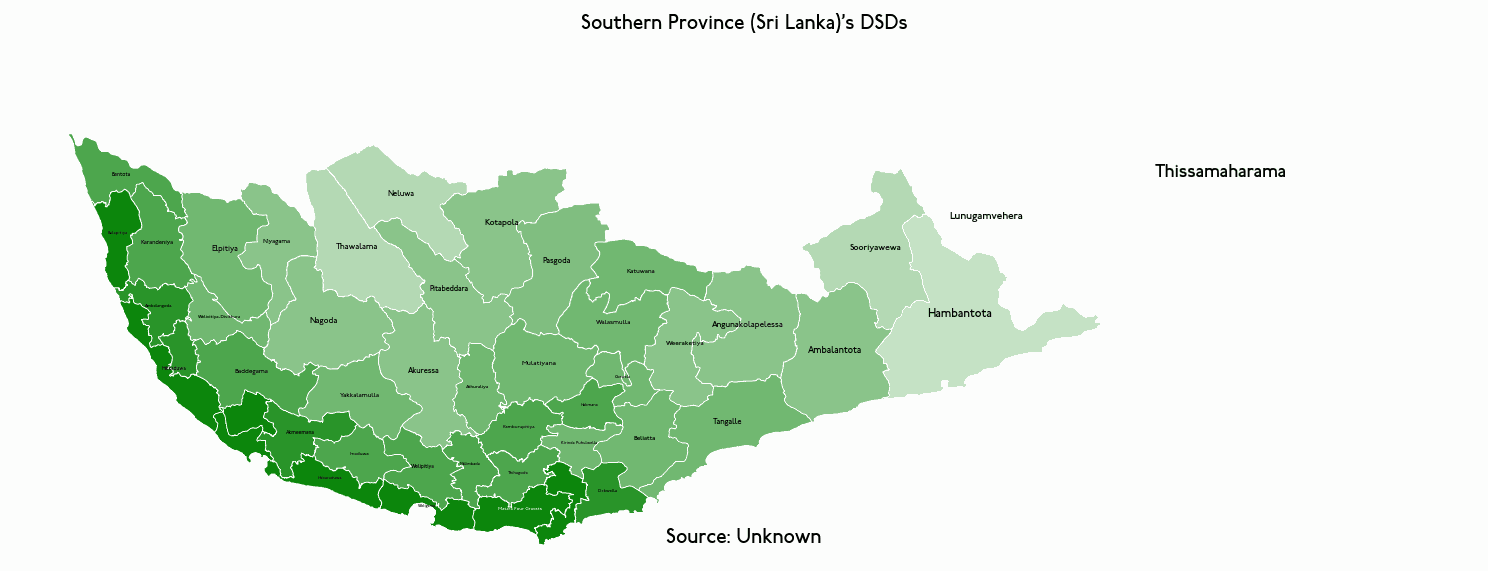 Southern Province (Sri Lanka)'s DSDs
Bentota
Thissamaharama
Neluwa
Lunugamvehera
Kotapola
Balapitiya
Karandeniya
Niyagama
Elpitiya
Thawalama
Sooriyawewa
Pasgoda
Katuwana
Pitabeddara
Ambalangoda
Hambantota
Welivitiya Divithura
Nagoda
Walasmulla
Angunakolapelessa
Weeraketiya
Ambalantota
Mulatiyana
Hikkaduwa
Baddegama
Akuressa
Okewela
Athuraliya
Yakkalamulla
Hakmana
Tangalle
Kamburupitiya
Akmeemana
Beliatta
Kirinda Puhulwella
Imaduwa
Welipitiya
Malimbada
Thihagoda
Habaraduwa
Dickwella
Matara Four Gravets
Source: Unknown